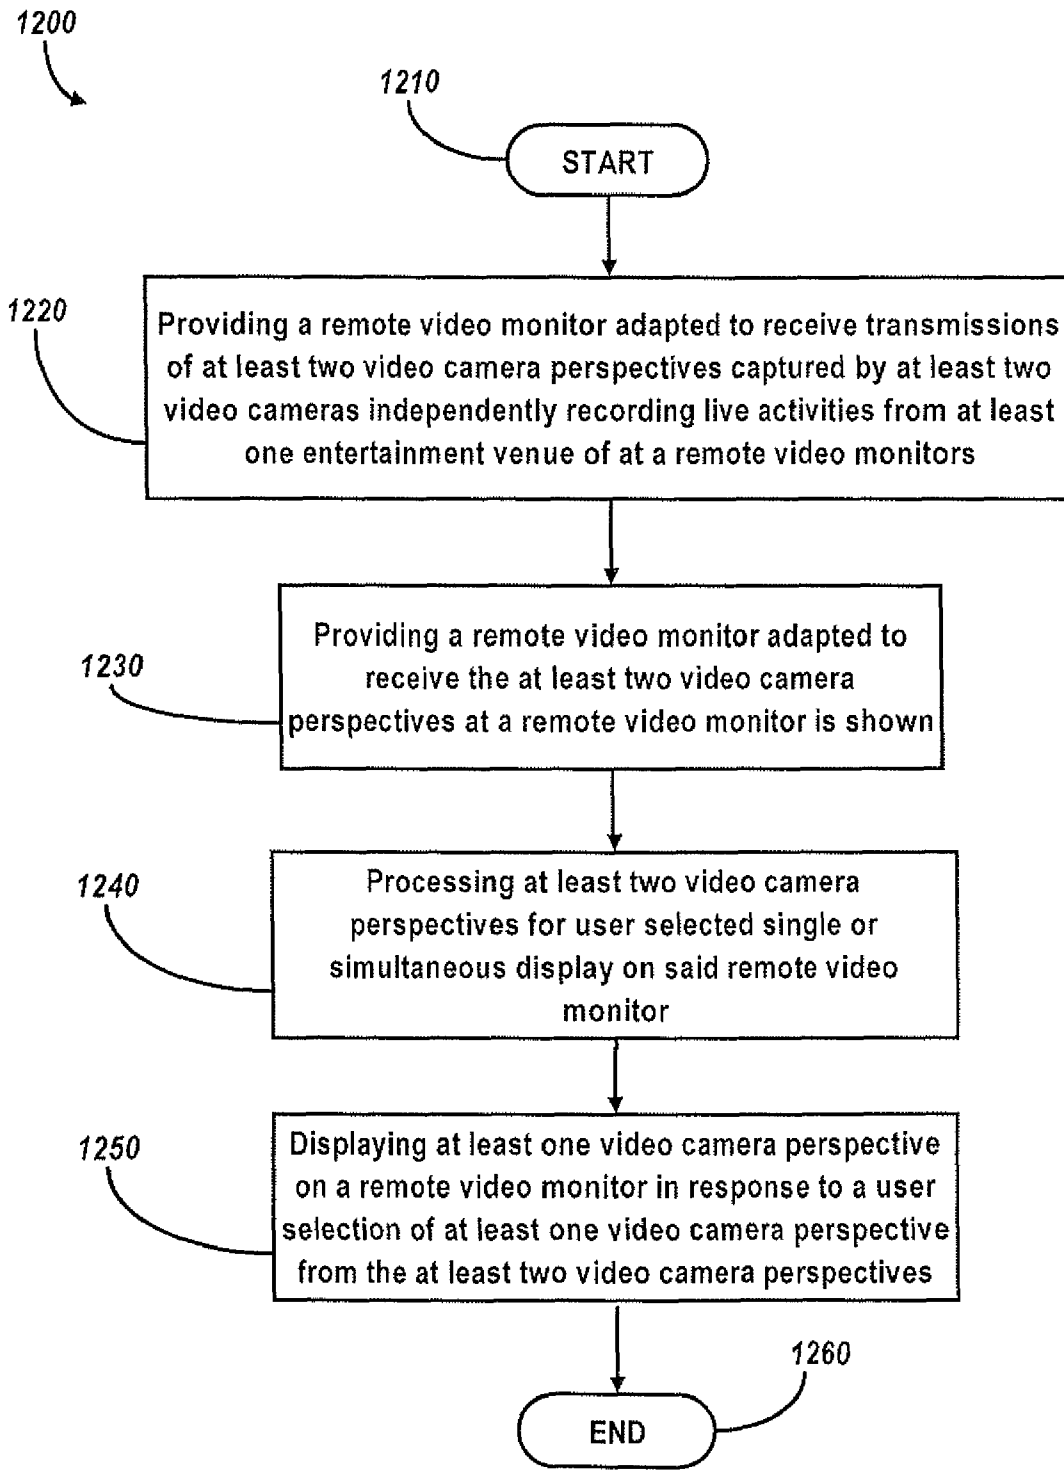 1200
1210
START
1220
Providing a remote video monitor adapted to receive transmissions
of at least two video camera perspectives captured by at least two
video cameras independently recording live activities from at least
one entertainment venue of at a remote video monitors
1230
Providing a remote video monitor adapted to
receive the at least two video camera
perspectives at a remote video monitor is shown
1240
Processing at least two video camera
perspectives for user selected single or
simultaneous display on said remote video
monitor
1250
Displaying at least one video camera perspective
on a remote video monitor in response to a user
selection of at least one video camera perspective
from the at least two video camera perspectives
1260
END